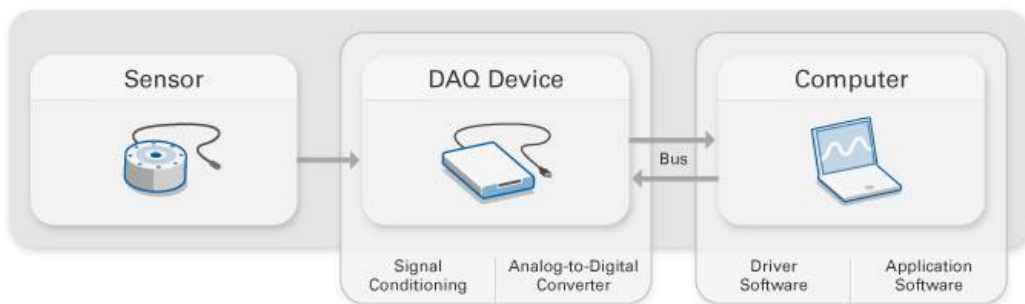 Sensor
DAQ Device
Computer
Bus
Signal
Conditioning
Analog-to-Digital
Converter
Driver
Software
Application
Software